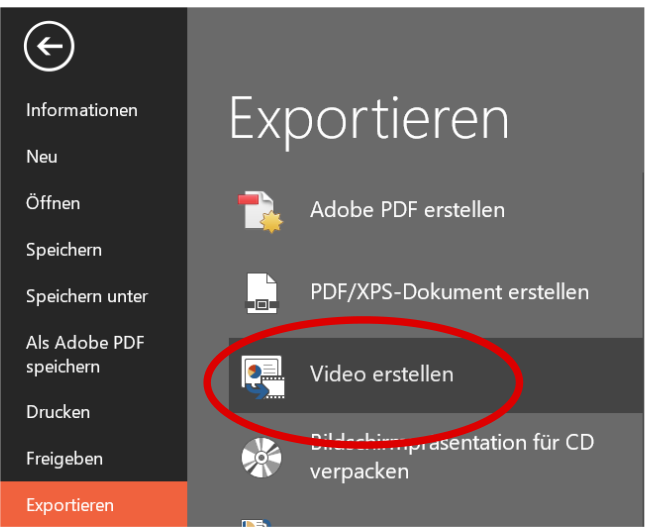 Informationen
Neu
Öffnen
Speichern
Speichern unter
Als Adobe PDF
speichern
Drucken
Freigeben
Exportieren
Exportieren
Adobe PDF erstellen
PDF/XPS-Dokument erstellen
Video erstellen
Bildschirmpräsentation für CD
verpacken